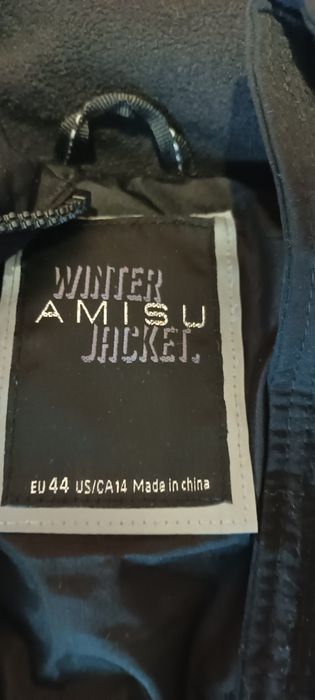 WINTER
AMISU
JACKET.
EU 44 US/CA14 Made in china